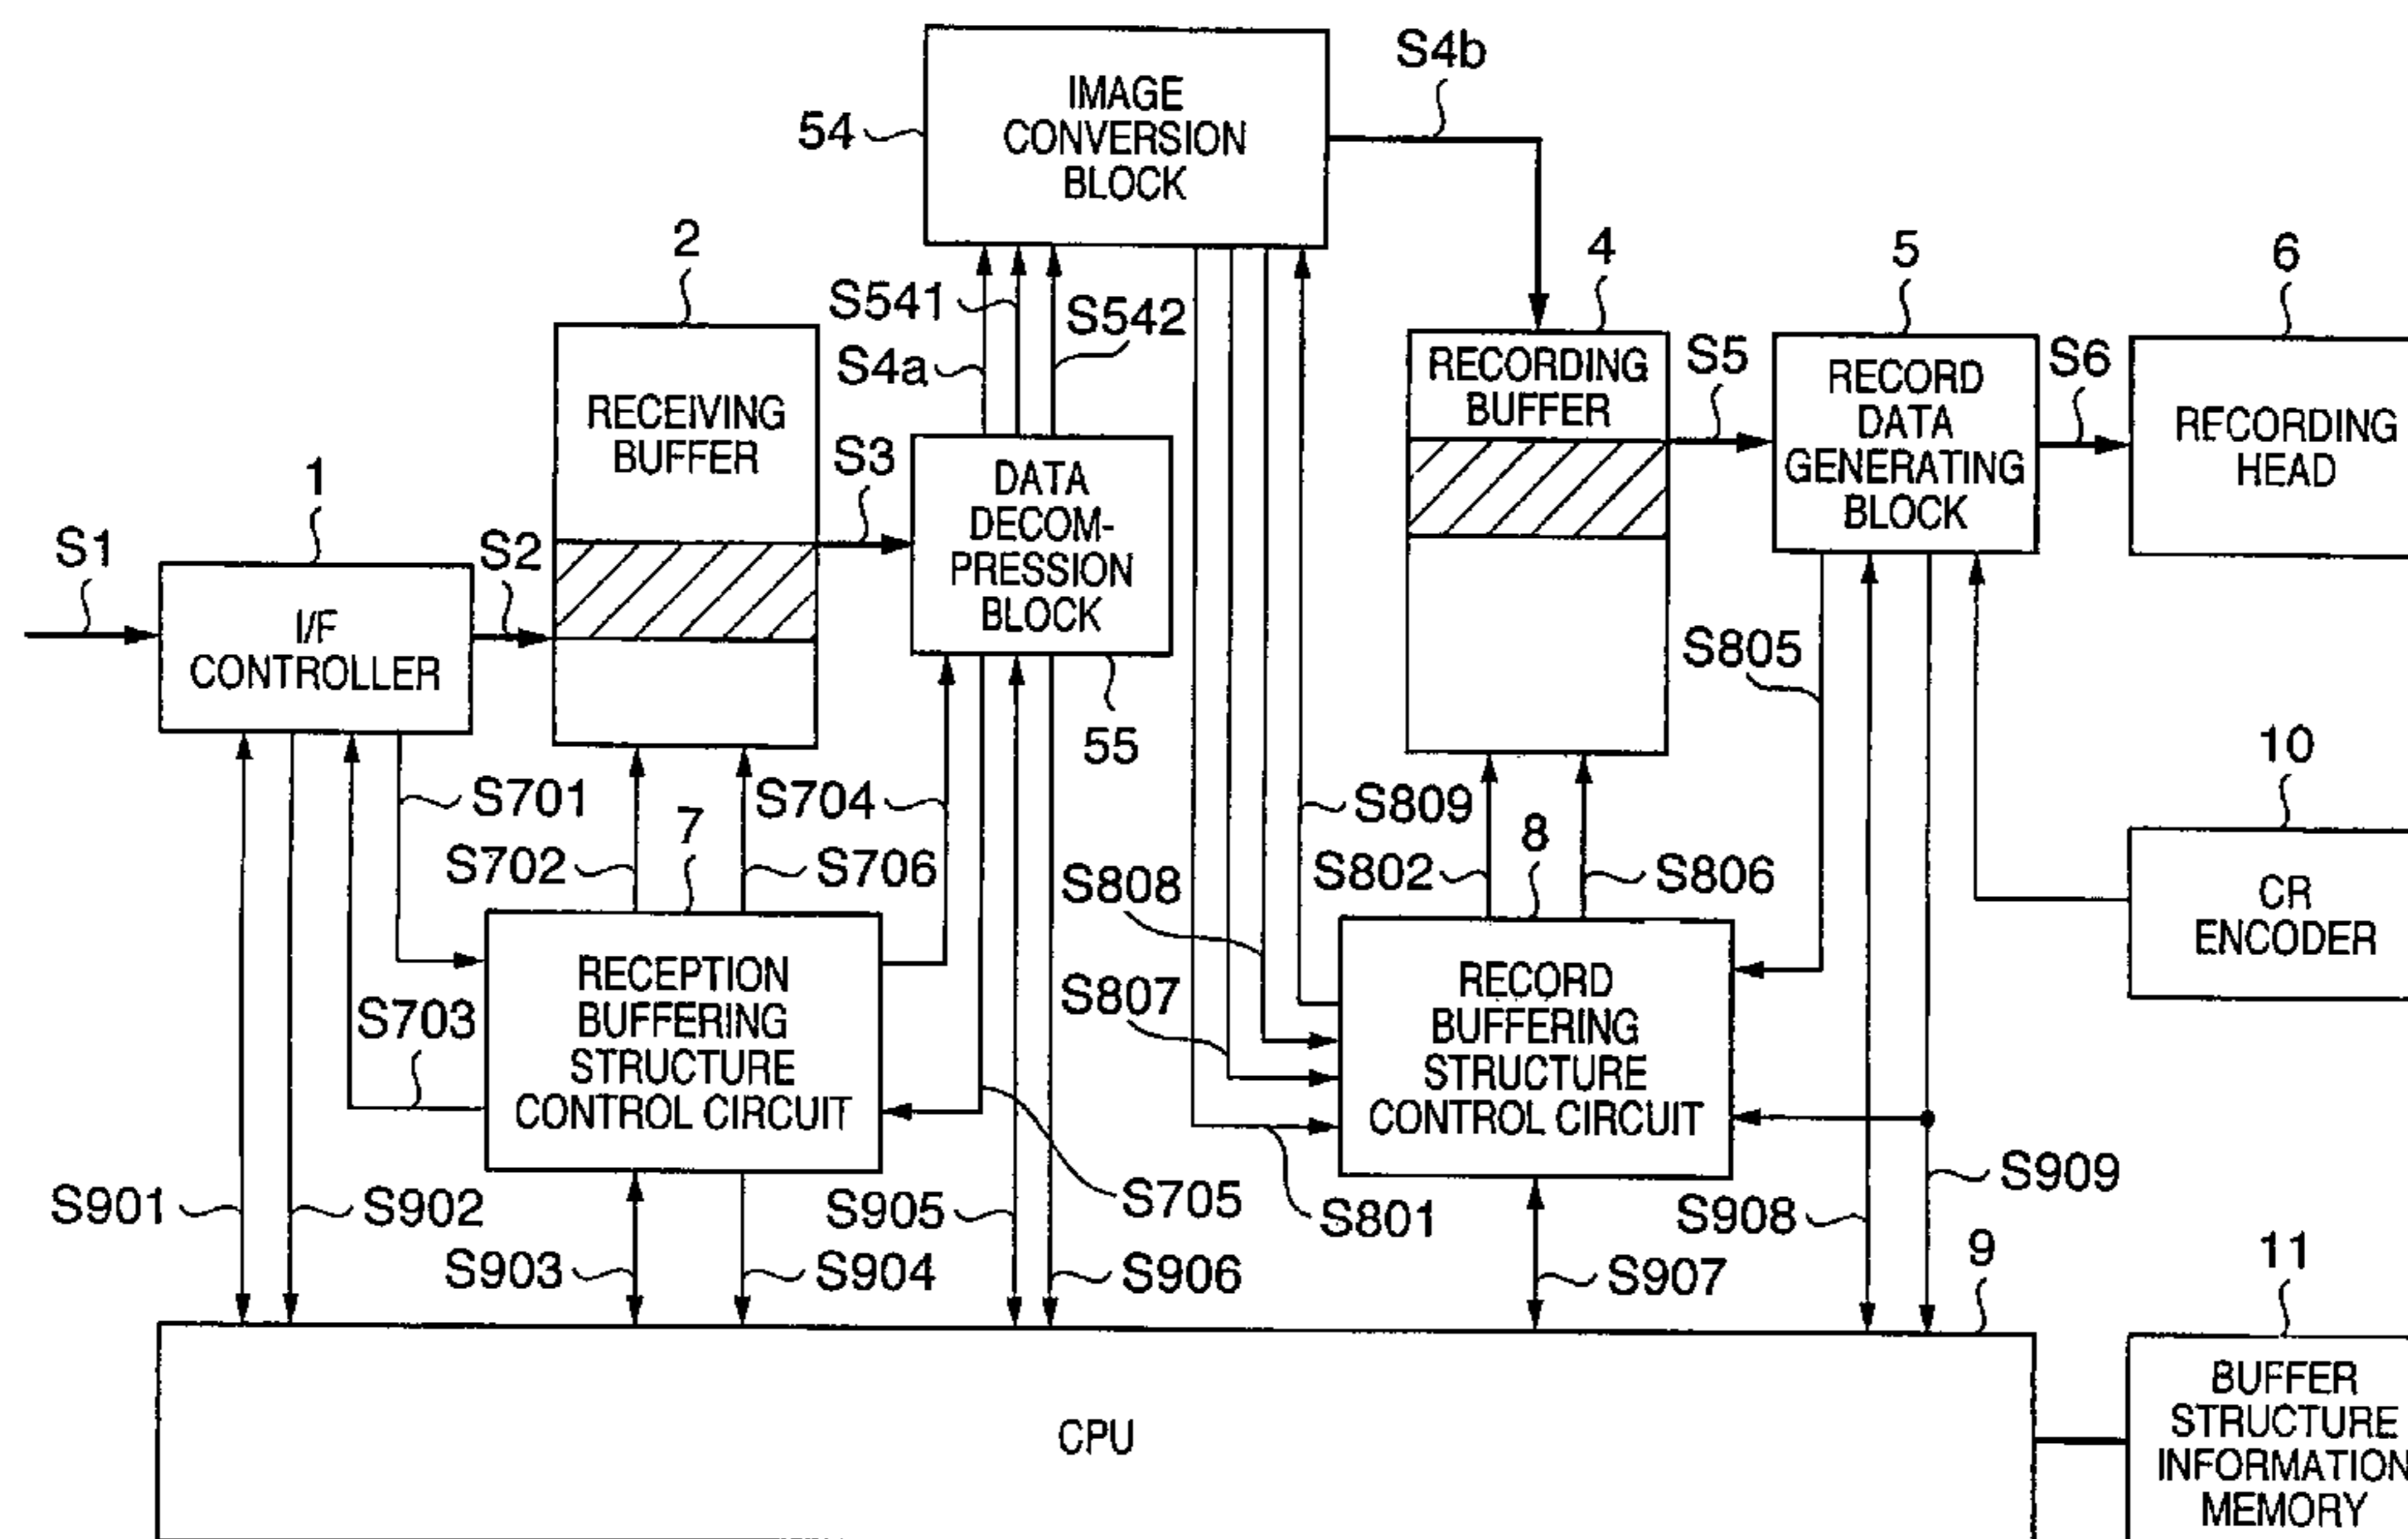 S4b
54
IMAGE
CONVERSION
BLOCK
2
S541
S542
S4a
4
5
6
RECEIVING
BUFFER
RECORDING
BUFFER
S5
RECORD
DATA
GENERATING
BLOCK
S6
RECORDING
HEAD
1
S3
DATA
DECOM-
PRESSION
BLOCK
S1
S2
I/F
CONTROLLER
S805
55
10
S701
S704
S809
7
S702
S706
S808
S802
8
S806
CR
ENCODER
RECEPTION
BUFFERING
STRUCTURE
CONTROL CIRCUIT
S703
S807
RECORD
BUFFERING
STRUCTURE
CONTROL CIRCUIT
S901
S902
S905
S705
S801
S908
S909
S903
S904
S906
S907
9
11
CPU
BUFFER
STRUCTURE
INFORMATION
MEMORY